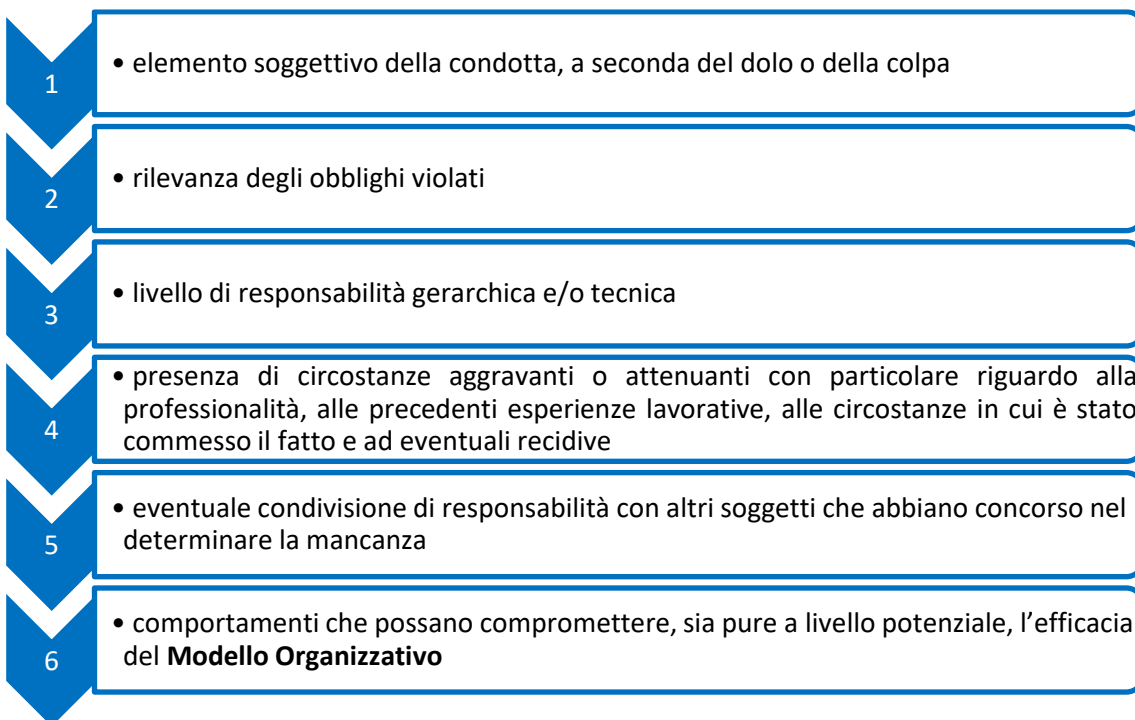 1
• elemento soggettivo della condotta, a seconda del dolo o della colpa
2
• rilevanza degli obblighi violati
3
• livello di responsabilità gerarchica e/o tecnica
4
• presenza di circostanze aggravanti o attenuanti con particolare riguardo alla
professionalità, alle precedenti esperienze lavorative, alle circostanze in cui è stato
commesso il fatto e ad eventuali recidive
5
• eventuale condivisione di responsabilità con altri soggetti che abbiano concorso nel
determinare la mancanza
6
• comportamenti che possano compromettere, sia pure a livello potenziale, l’efficacia
del Modello Organizzativo